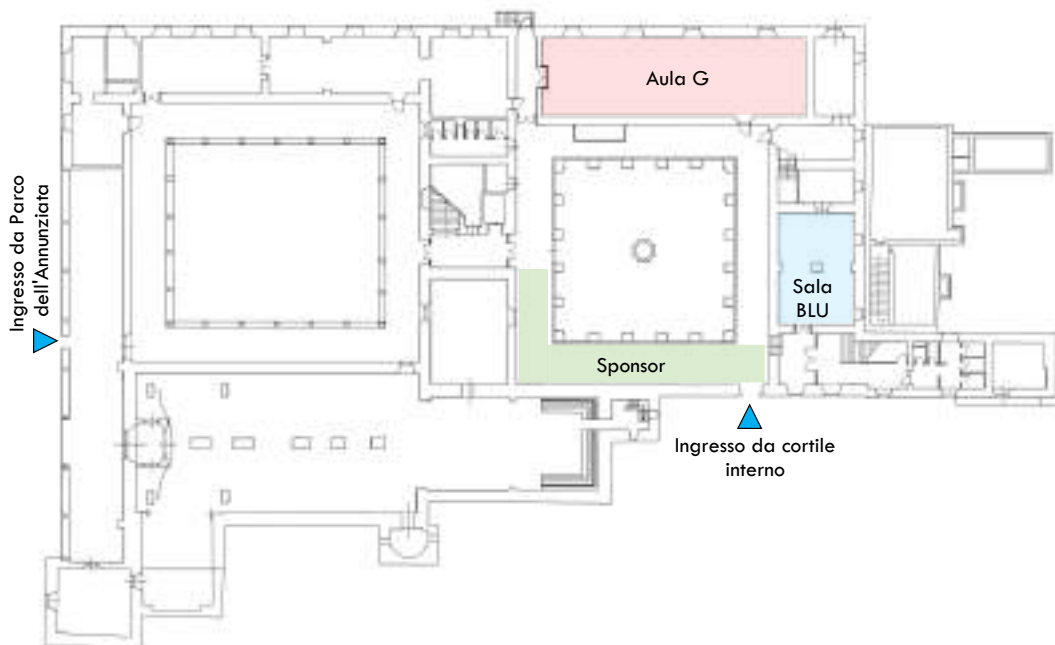 Aula G
Ingresso da Parco
dell'Annunziata
Sala
BLU
Sponsor
Ingresso da cortile
interno